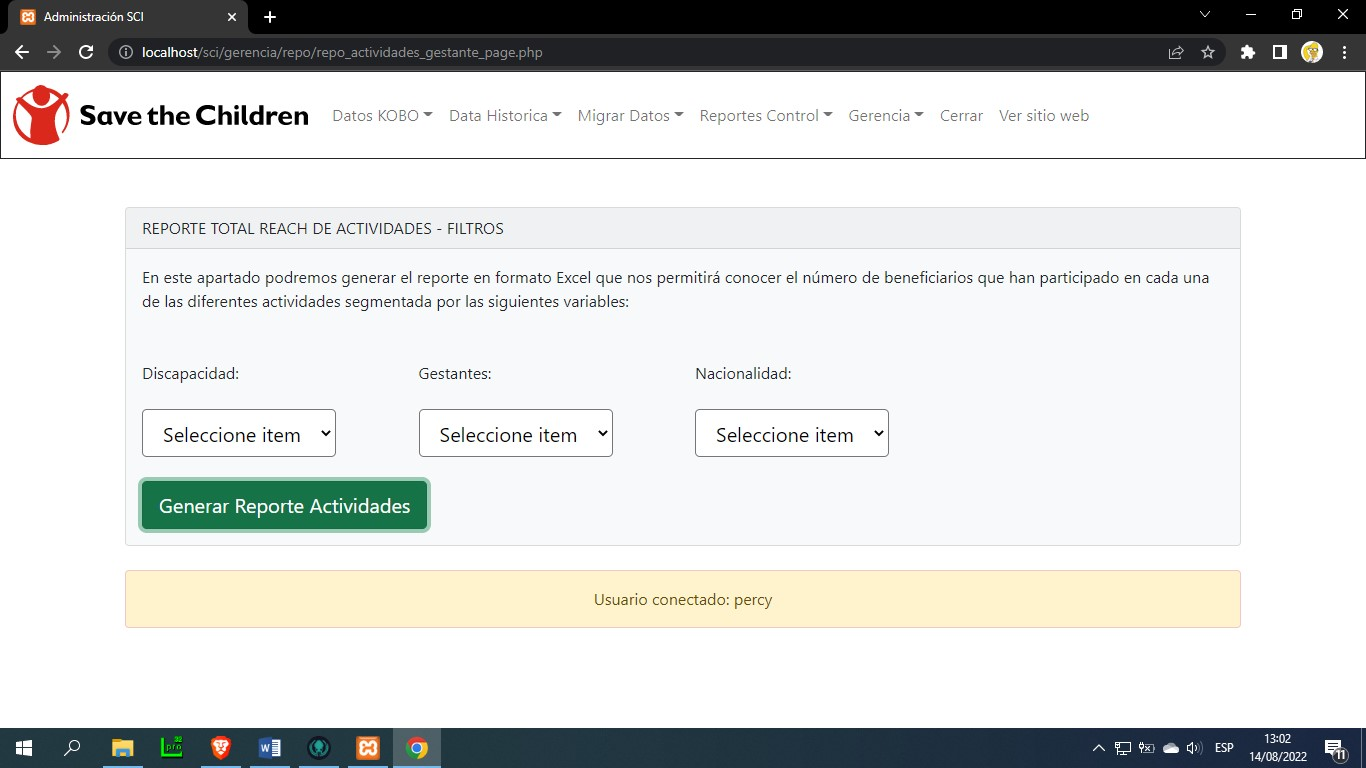 Administración SCI
localhost/sci/gerencia/repo/repo_actividades_gestante_page.php
Save the Children
Datos KOBO Data Historica Migrar Datos Reportes Control Gerencia Cerrar Ver sitio web
REPORTE TOTAL REACH DE ACTIVIDADES - FILTROS
En este apartado podremos generar el reporte en formato Excel que nos permitirá conocer el número de beneficiarios que han participado en cada una
de las diferentes actividades segmentada por las siguientes variables:
Discapacidad: Gestantes: Nacionalidad:
Seleccione item Seleccione item Seleccione item
Generar Reporte Actividades
Usuario conectado: percy
ESP
13:02
14/08/2022
11